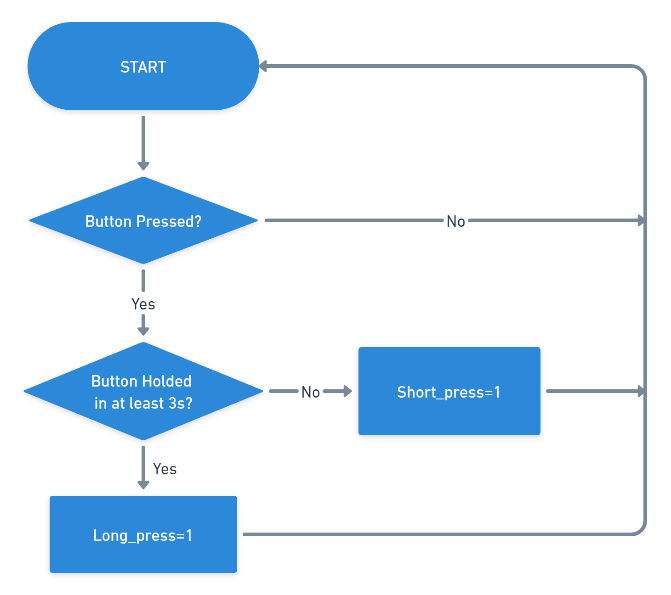 START
Button Pressed?
No
Yes
Button Holded
in at least 3s?
No
Short_press=1
Yes
Long_press=1